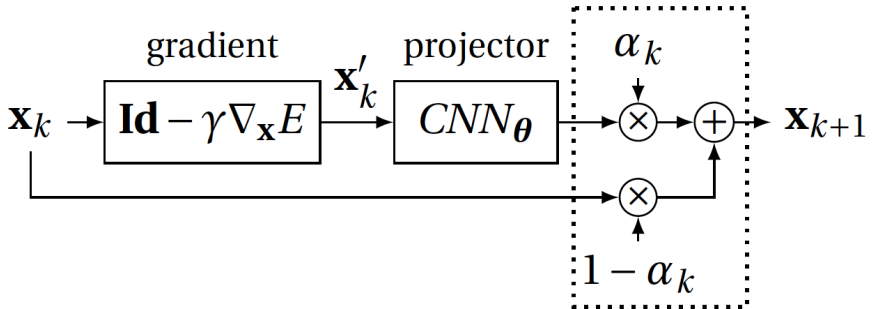 gradient
projector
α_k
x_k
Id − γ∇_x E
x′_k
CNN_θ
×
+
x_{k+1}
×
1 − α_k